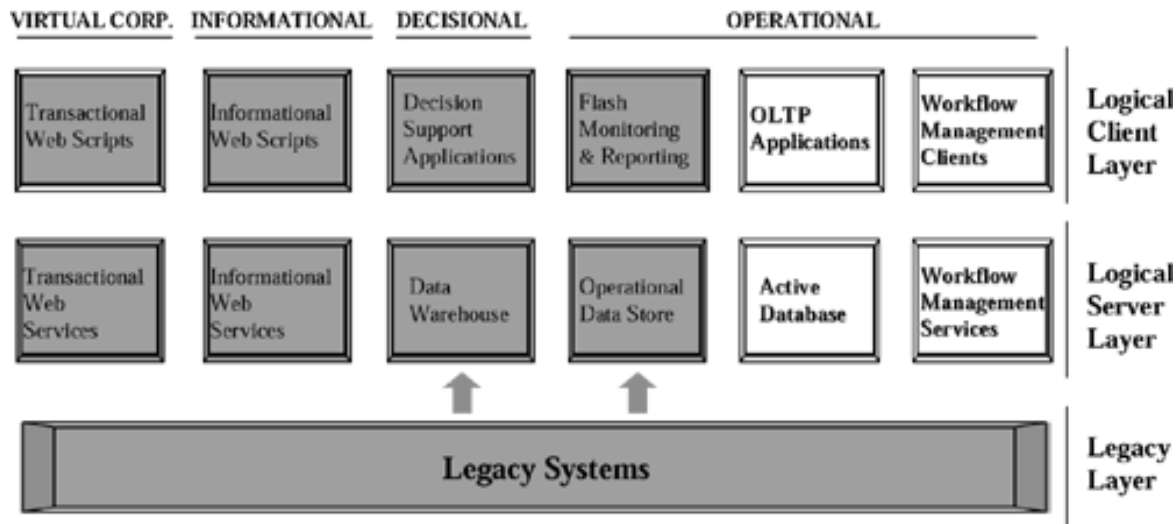 VIRTUAL CORP. INFORMATIONAL DECISIONAL OPERATIONAL
Transactional
Web Scripts
Informational
Web Scripts
Decision
Support
Applications
Flash
Monitoring
& Reporting
OLTP
Applications
Workflow
Management
Clients
Logical
Client
Layer
Transactional
Web
Services
Informational
Web
Services
Data
Warehouse
Operational
Data Store
Active
Database
Workflow
Management
Services
Logical
Server
Layer
Legacy Systems
Legacy
Layer